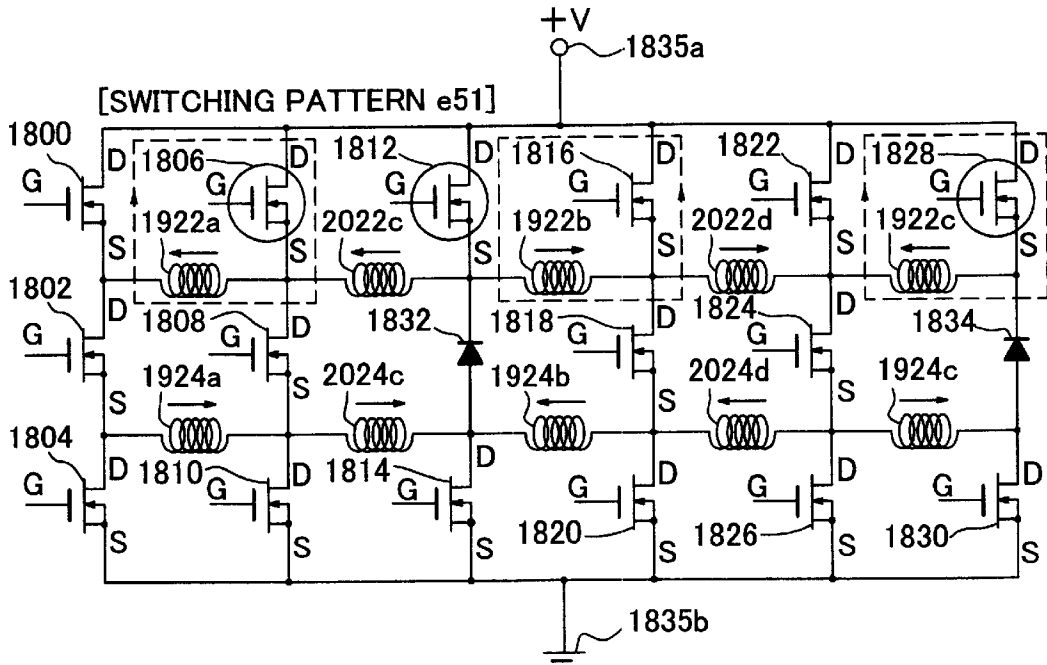 +V
1835a
[SWITCHING PATTERN e51]
1800 1806 1812 1816 1822 1828
D D D D D D
G G G G G G
1922a 2022c 1922b 2022d 1922c
S S S S S S
1802 1808 1832 1818 1824 1834
D D D D
G G G G
1924a 2024c 1924b 2024d 1924c
S S S S
1804 1810 1814 1820 1826 1830
D D D D D D
G G G G G G
S S S S S S
1835b